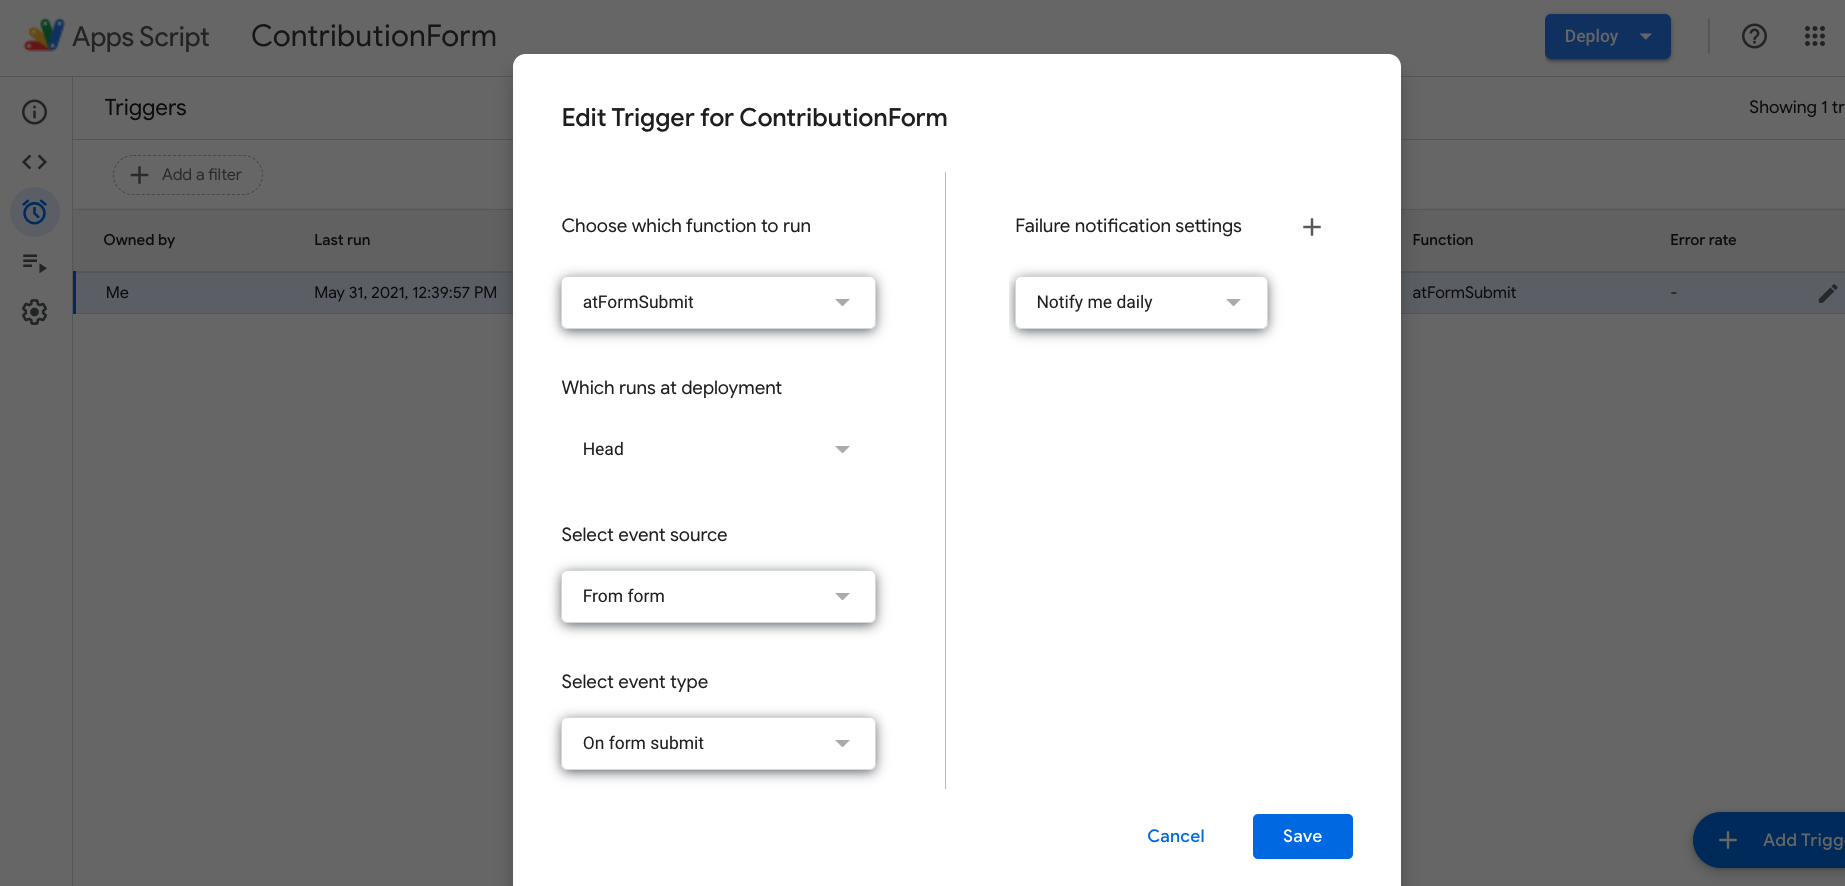 Apps Script
ContributionForm
Deploy
Triggers
Showing 1 tr
Add a filter
Owned by
Last run
Function
Error rate
Me
May 31, 2021, 12:39:57 PM
atFormSubmit
-
Edit Trigger for ContributionForm
Choose which function to run
atFormSubmit
Which runs at deployment
Head
Select event source
From form
Select event type
On form submit
Failure notification settings
Notify me daily
Cancel
Save
Add Trigg